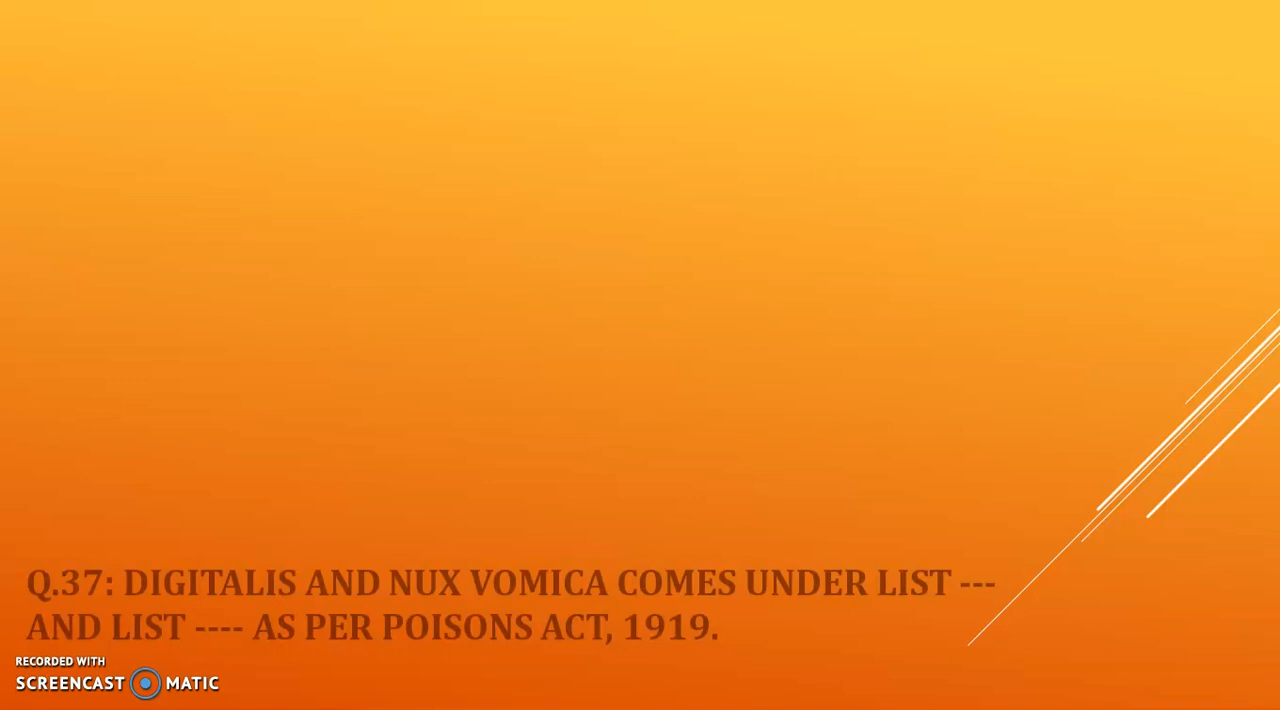 Q.37: DIGITALIS AND NUX VOMICA COMES UNDER LIST ---
AND LIST ---- AS PER POISONS ACT, 1919.
RECORDED WITH
SCREENCAST MATIC